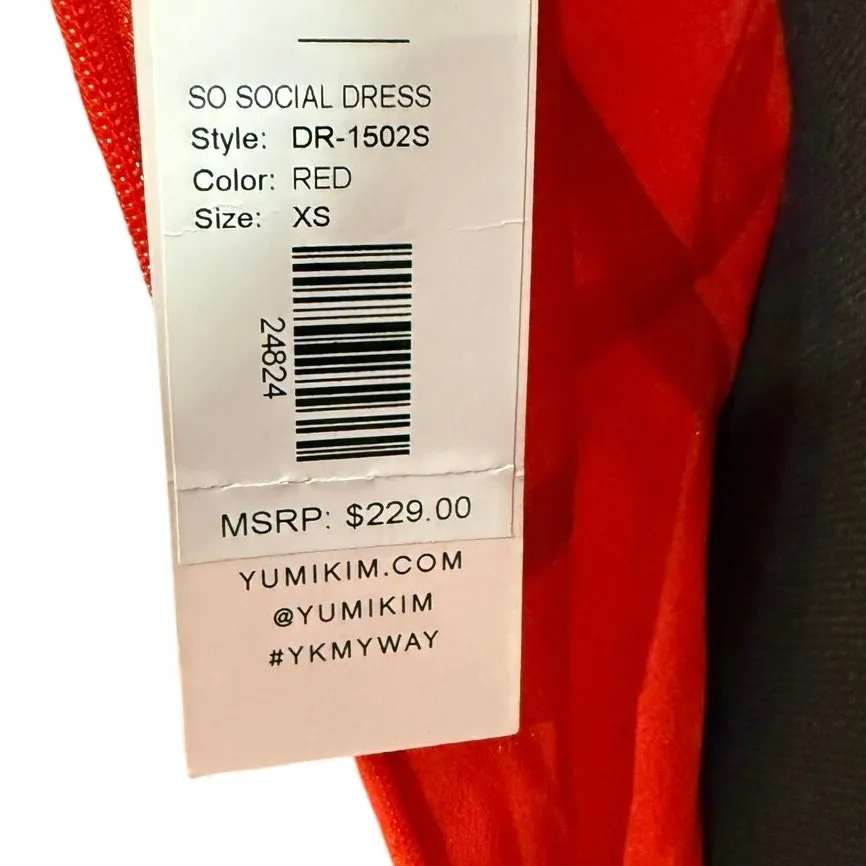 SO SOCIAL DRESS
Style: DR-1502S
Color: RED
Size: XS
24824
MSRP: $229.00
YUMIKIM.COM
@YUMIKIM
#YKMYWAY